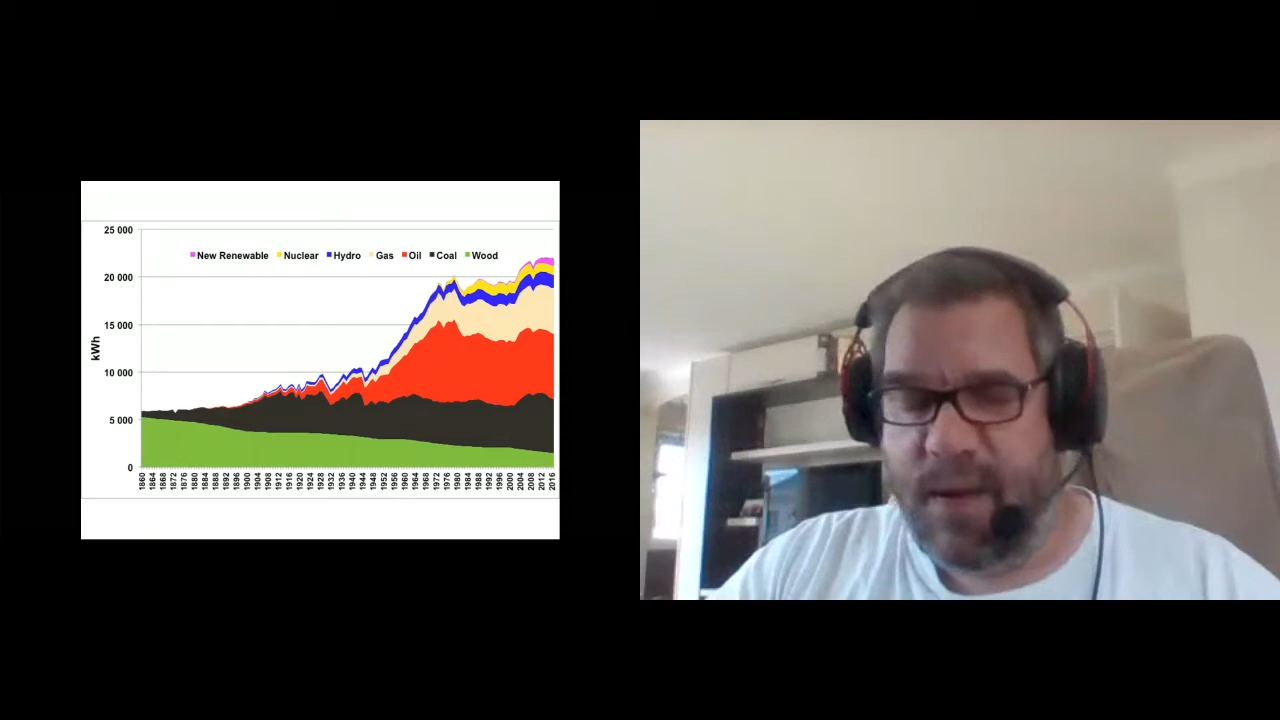 25 000
New Renewable Nuclear Hydro Gas Oil Coal Wood
20 000
15 000
kWh
10 000
5 000
0
1860 1864 1868 1872 1876 1880 1884 1888 1892 1896 1900 1904 1908 1912 1916 1920 1924 1928 1932 1936 1940 1944 1948 1952 1956 1960 1964 1968 1972 1976 1980 1984 1988 1992 1996 2000 2004 2008 2012 2016